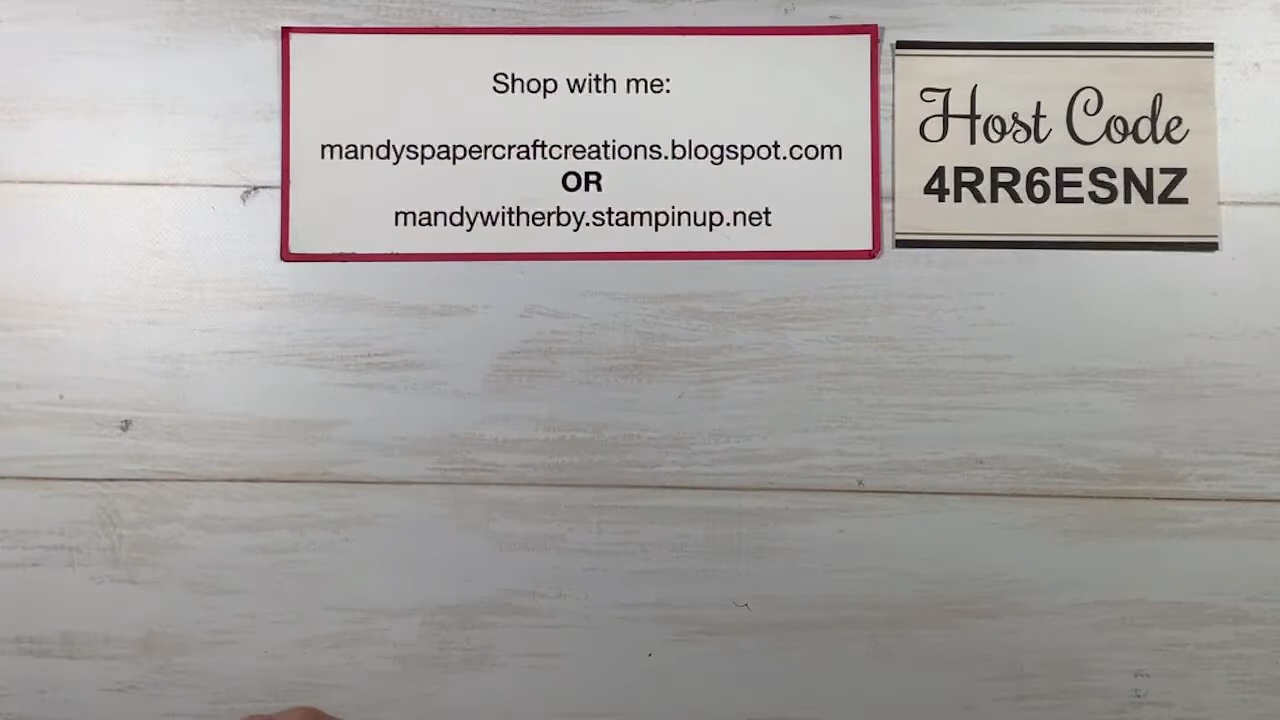 Shop with me:
mandyspapercraftcreations.blogspot.com
OR
mandywitherby.stampinup.net
Host Code
4RR6ESNZ